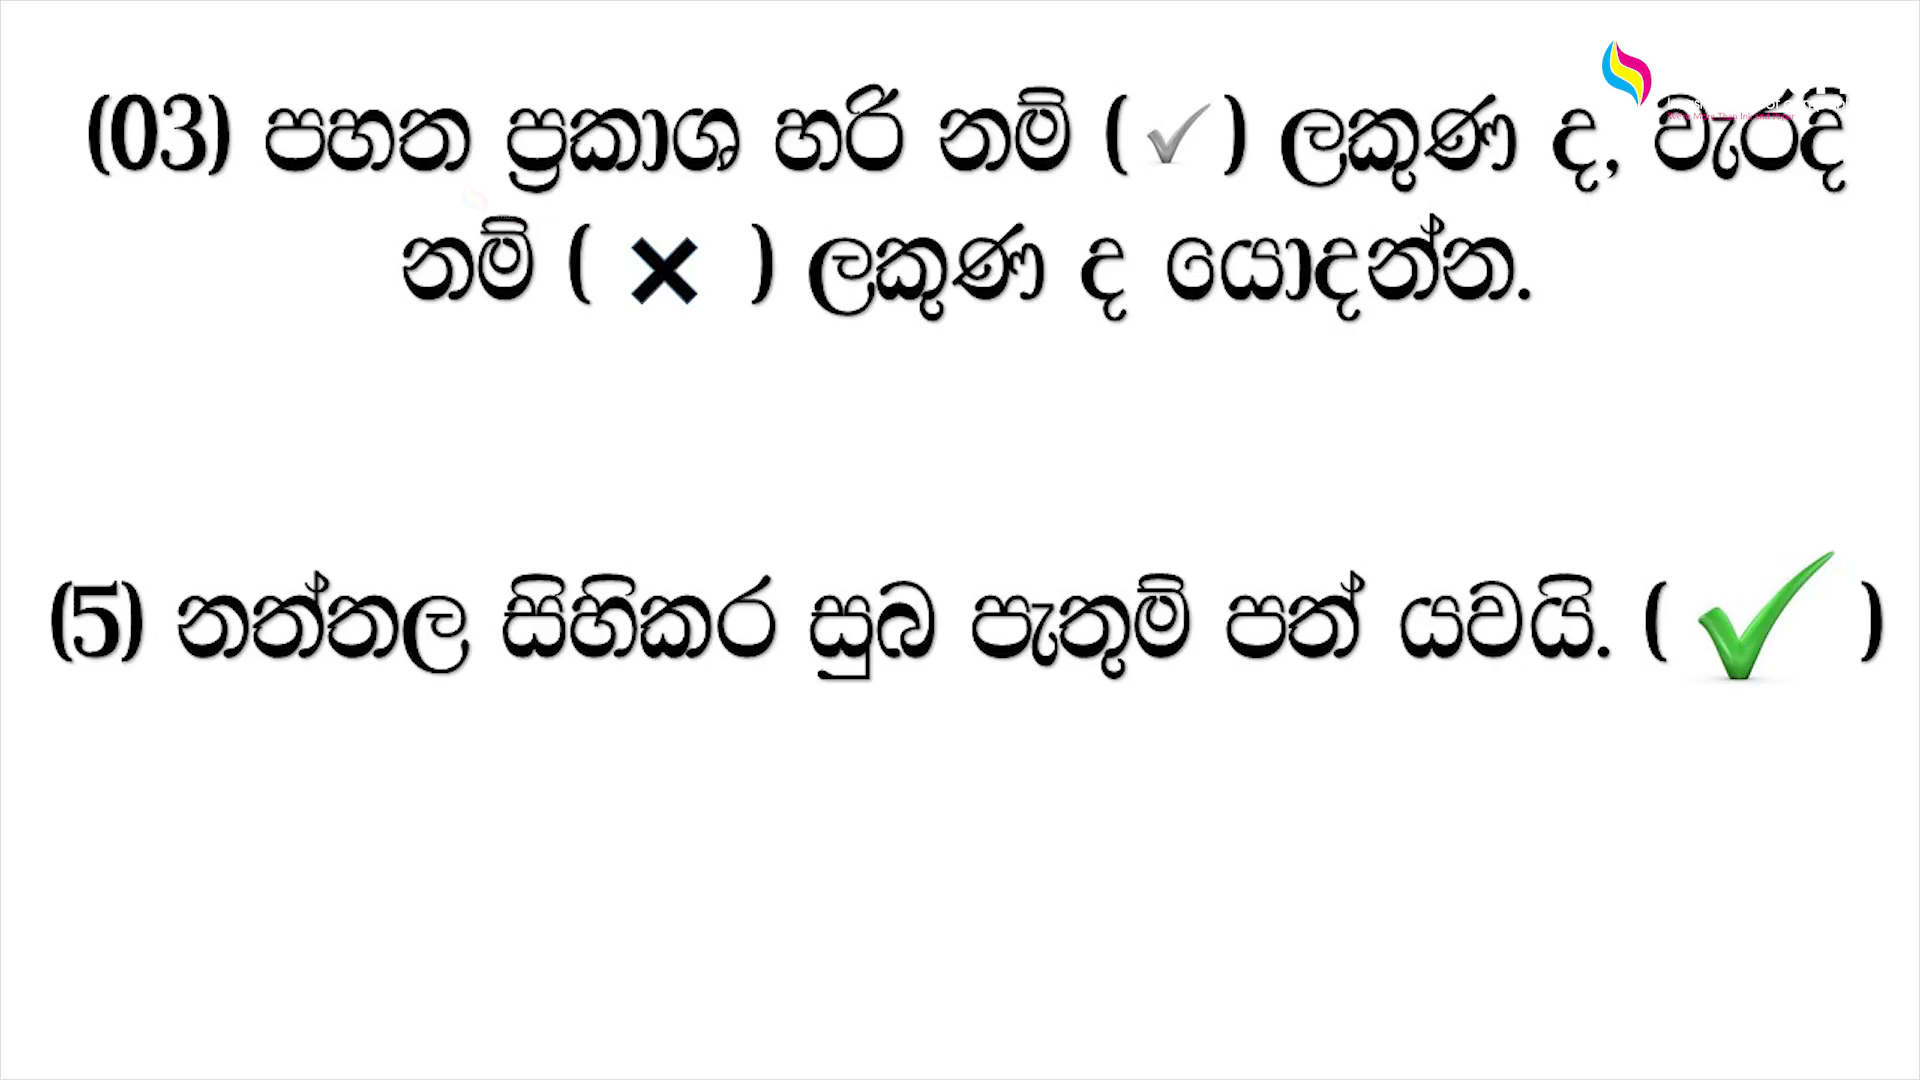 (03) පහත ප්‍රකාශ හරි නම් (✓) ලකුණ ද, වැරදි
නම් ( ✕ ) ලකුණ ද යොදන්න.
(5) නත්තල සිහිකර සුබ පැතුම් පත් යවයි. ( ✓ )